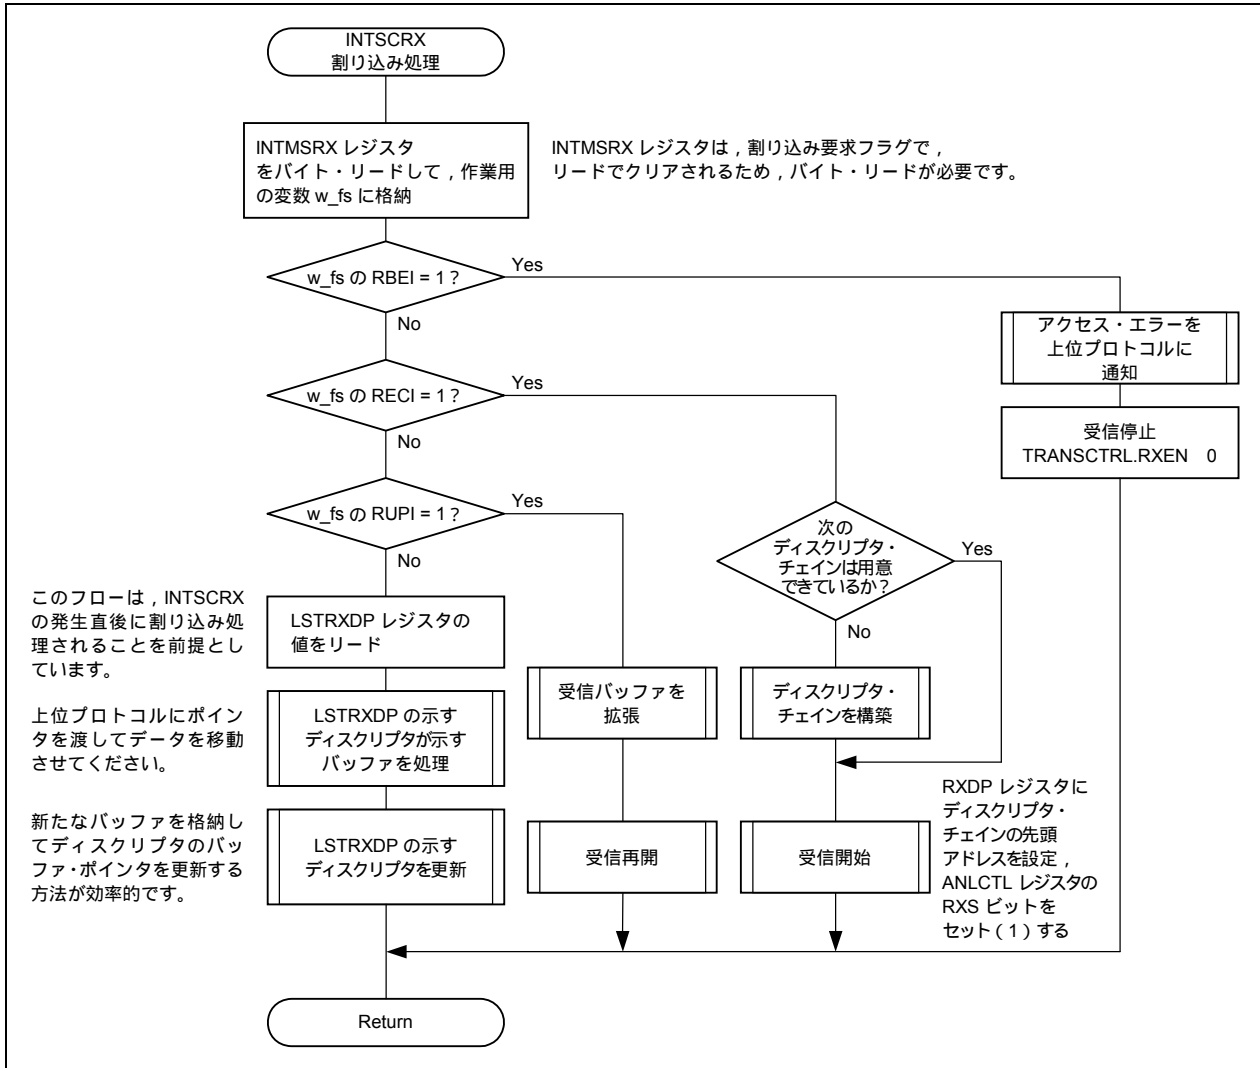 INTSCRX
割り込み処理
INTMSRX レジスタ
をバイト・リードして，作業用
の変数 w_fs に格納
INTMSRX レジスタは，割り込み要求フラグで，
リードでクリアされるため，バイト・リードが必要です。
w_fs の RBEI = 1？
Yes
No
アクセス・エラーを
上位プロトコルに
通知
w_fs の RECI = 1？
Yes
No
受信停止
TRANSCTRL.RXEN 0
w_fs の RUPI = 1？
Yes
No
次の
ディスクリプタ・
チェインは用意
できているか？
Yes
No
このフローは，INTSCRX
の発生直後に割り込み処
理されることを前提とし
ています。
LSTRXDP レジスタの
値をリード
受信バッファを
拡張
ディスクリプタ・
チェインを構築
上位プロトコルにポイン
タを渡してデータを移動
させてください。
LSTRXDP の示す
ディスクリプタが示す
バッファを処理
新たなバッファを格納し
てディスクリプタのバッ
ファ・ポインタを更新する
方法が効率的です。
LSTRXDP の示す
ディスクリプタを更新
受信再開
受信開始
RXDP レジスタに
ディスクリプタ・
チェインの先頭
アドレスを設定，
ANLCTL レジスタの
RXS ビットを
セット（1）する
Return